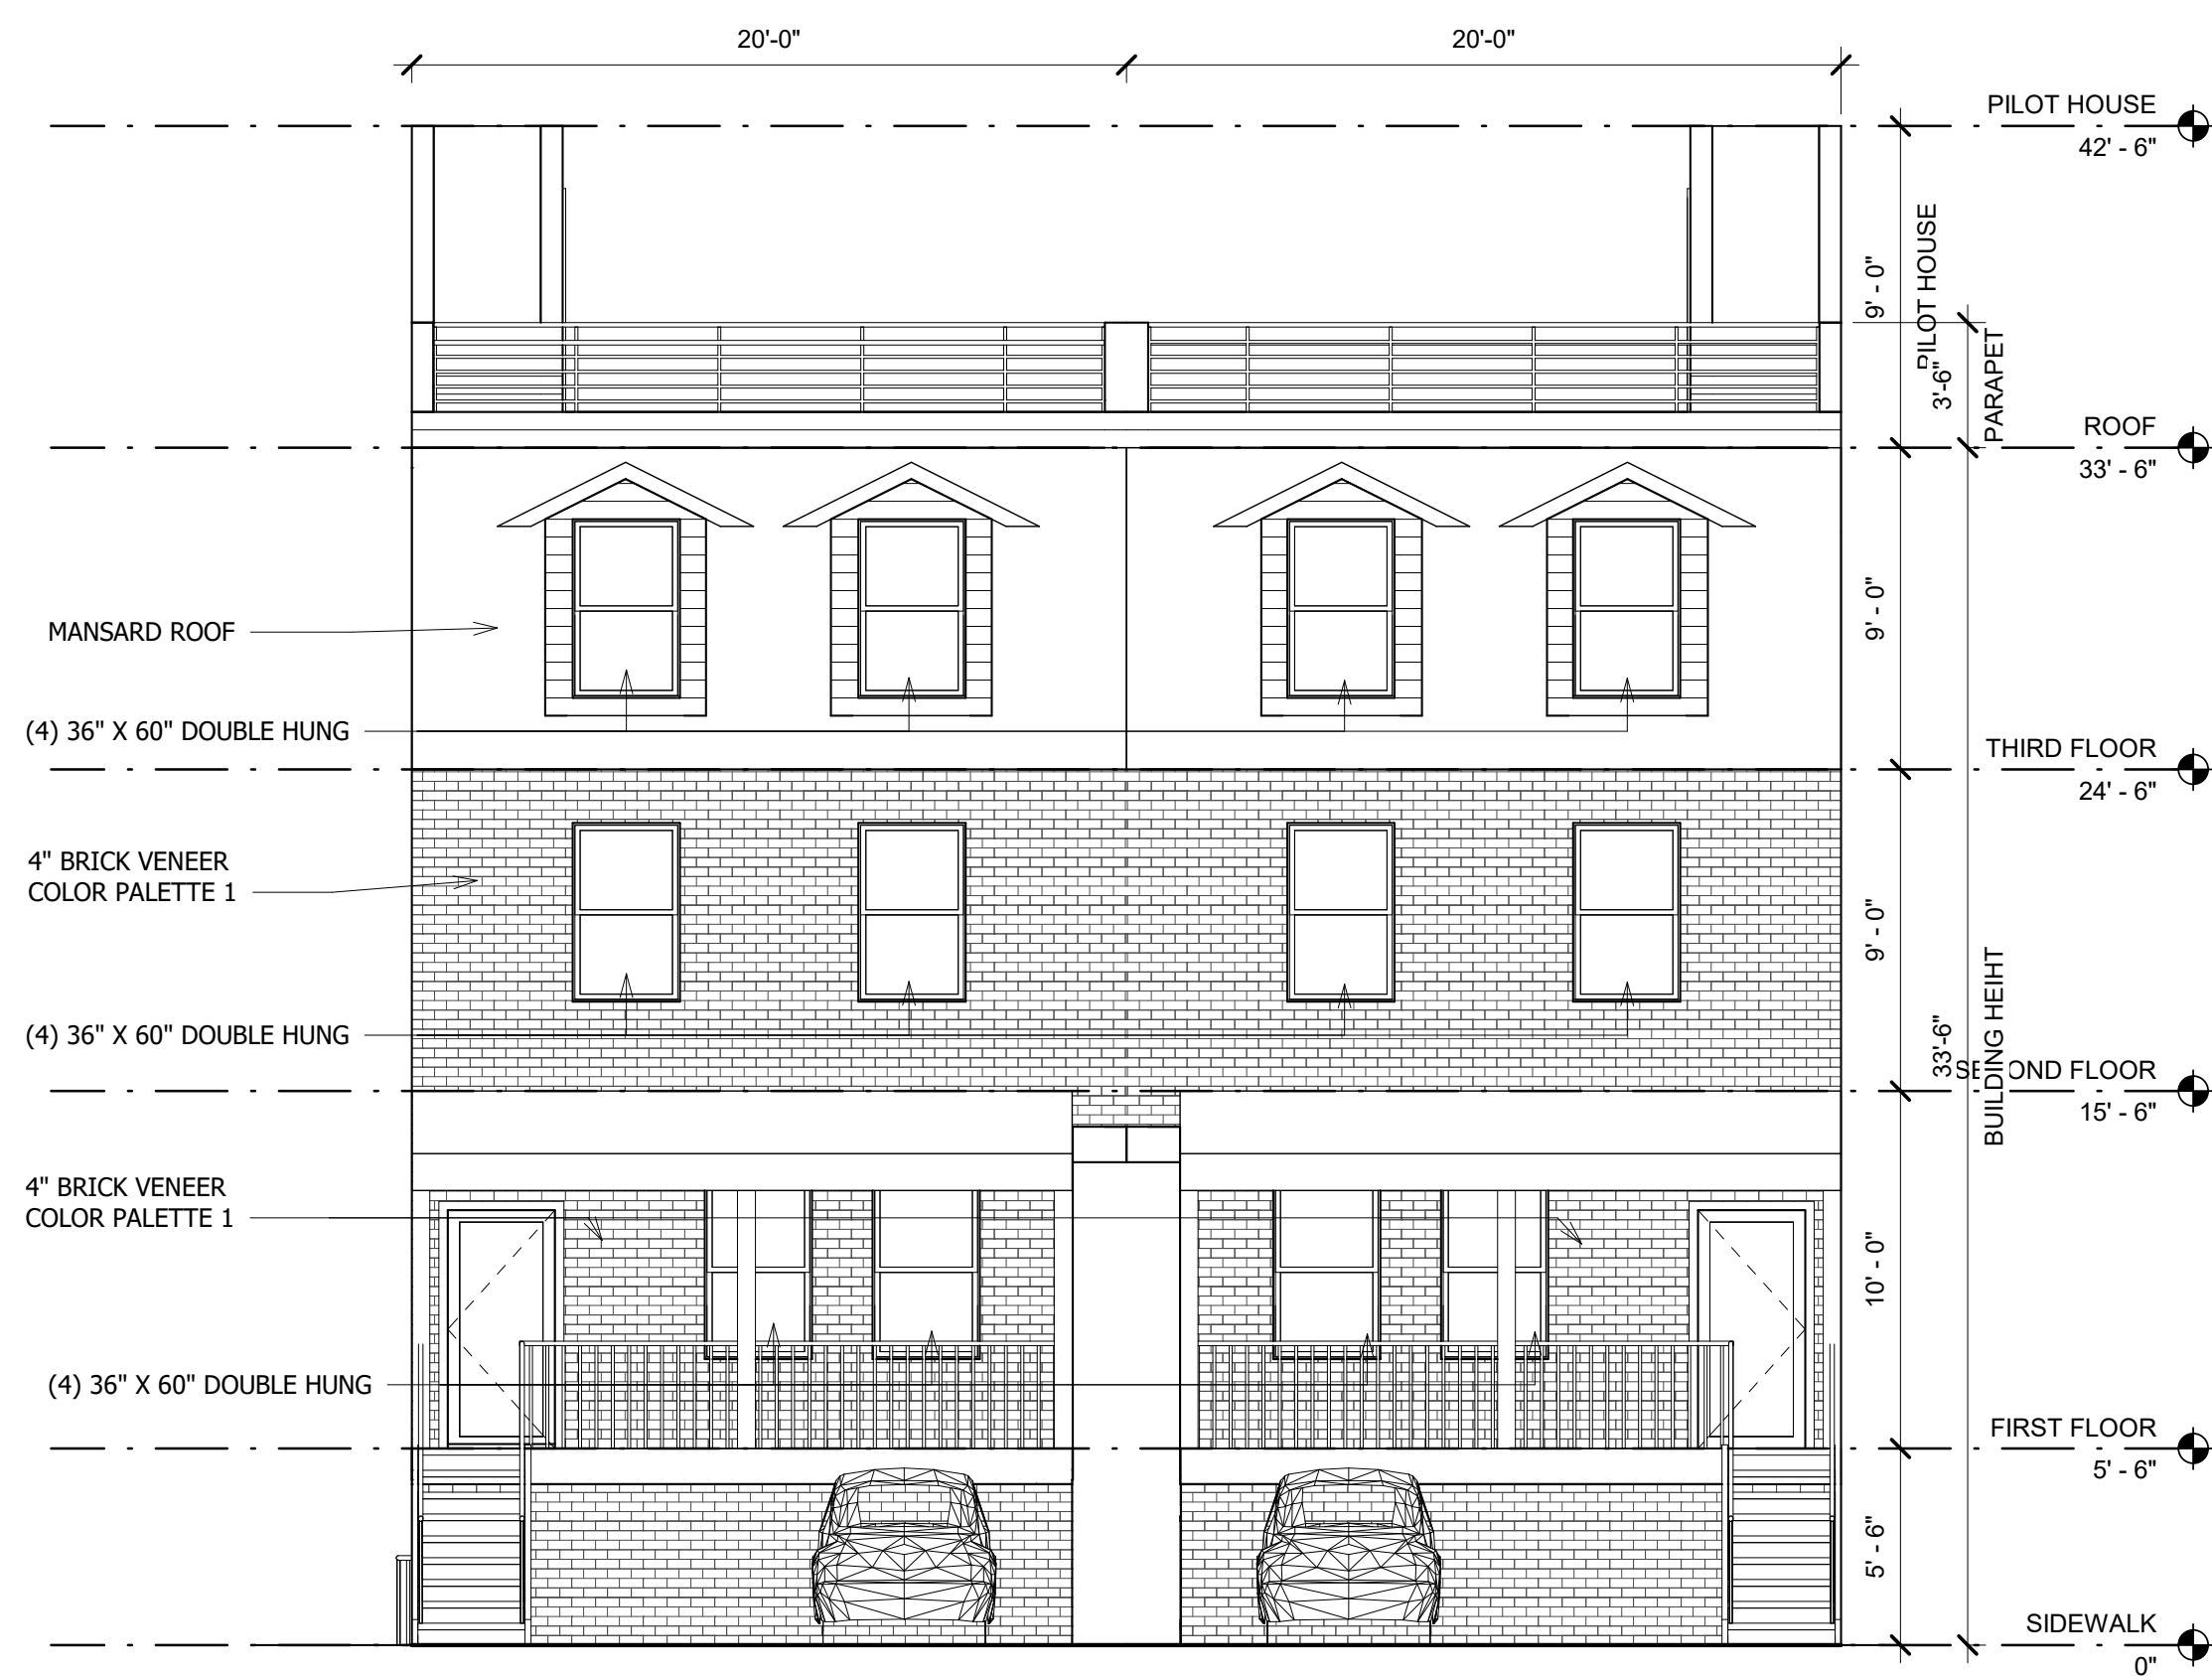 20'-0"
20'-0"
PILOT HOUSE
42' - 6"
9' - 0"
PILOT HOUSE
3'-6"
PARAPET
ROOF
33' - 6"
MANSARD ROOF
9' - 0"
(4) 36" X 60" DOUBLE HUNG
THIRD FLOOR
24' - 6"
4" BRICK VENEER
COLOR PALETTE 1
9' - 0"
(4) 36" X 60" DOUBLE HUNG
33'-6"
BUILDING HEIHT
SECOND FLOOR
15' - 6"
4" BRICK VENEER
COLOR PALETTE 1
10' - 0"
(4) 36" X 60" DOUBLE HUNG
FIRST FLOOR
5' - 6"
5' - 6"
SIDEWALK
0"